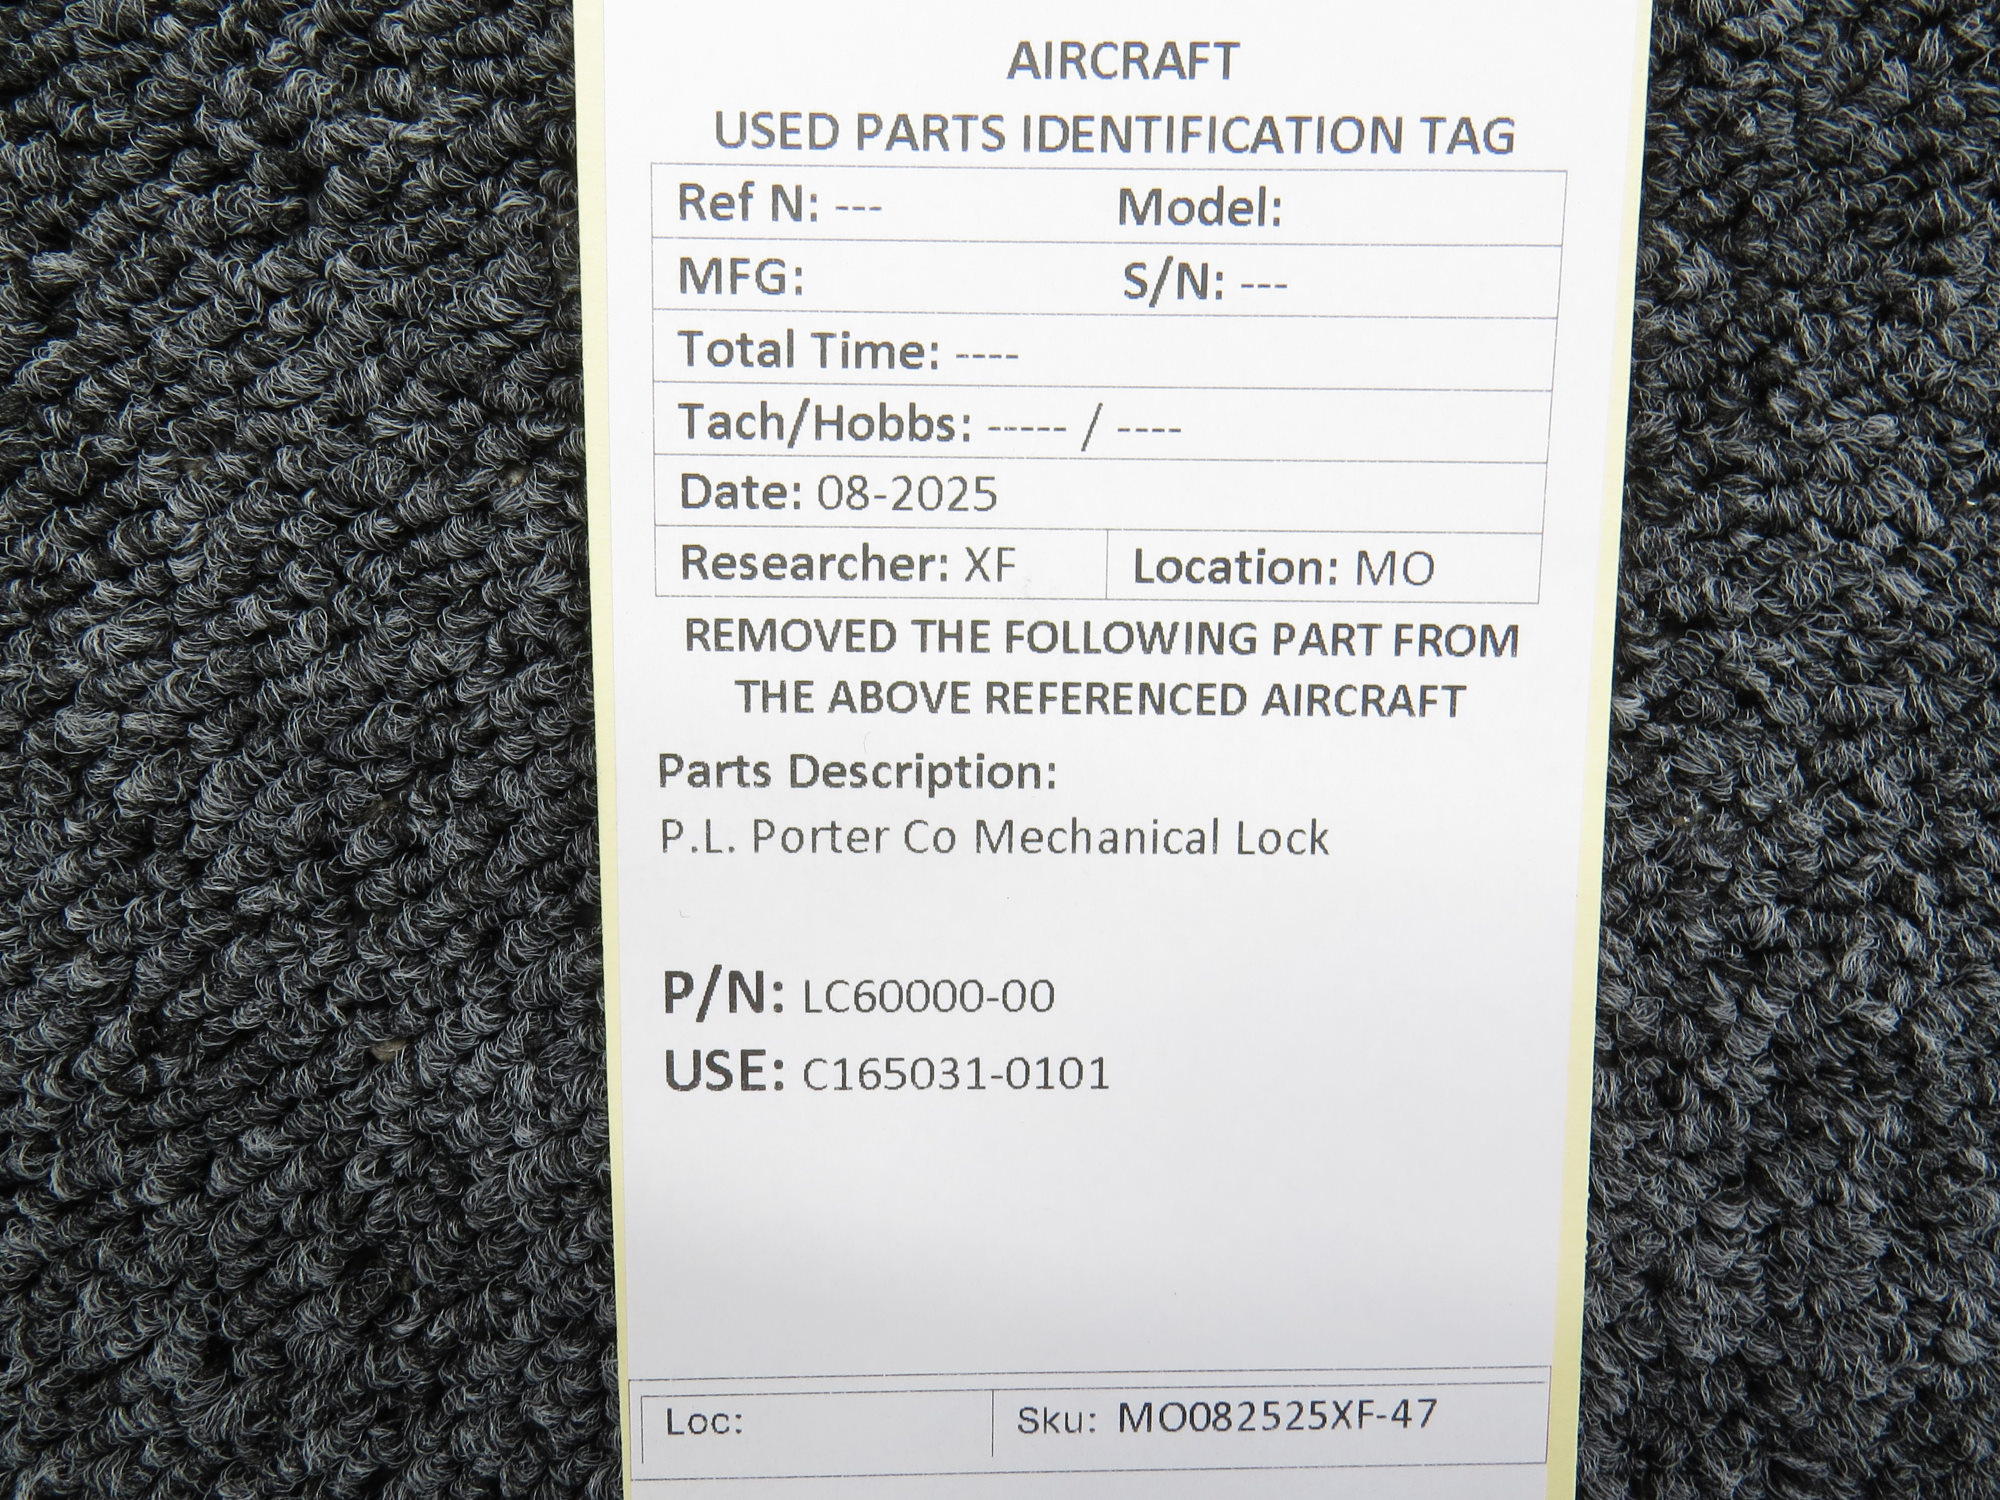 AIRCRAFT
USED PARTS IDENTIFICATION TAG
Ref N: --- Model:
MFG: S/N: ---
Total Time: ----
Tach/Hobbs: ----- / ----
Date: 08-2025
Researcher: XF Location: MO
REMOVED THE FOLLOWING PART FROM
THE ABOVE REFERENCED AIRCRAFT
Parts Description:
P.L. Porter Co Mechanical Lock
P/N: LC60000-00
USE: C165031-0101
Loc: Sku: MO082525XF-47